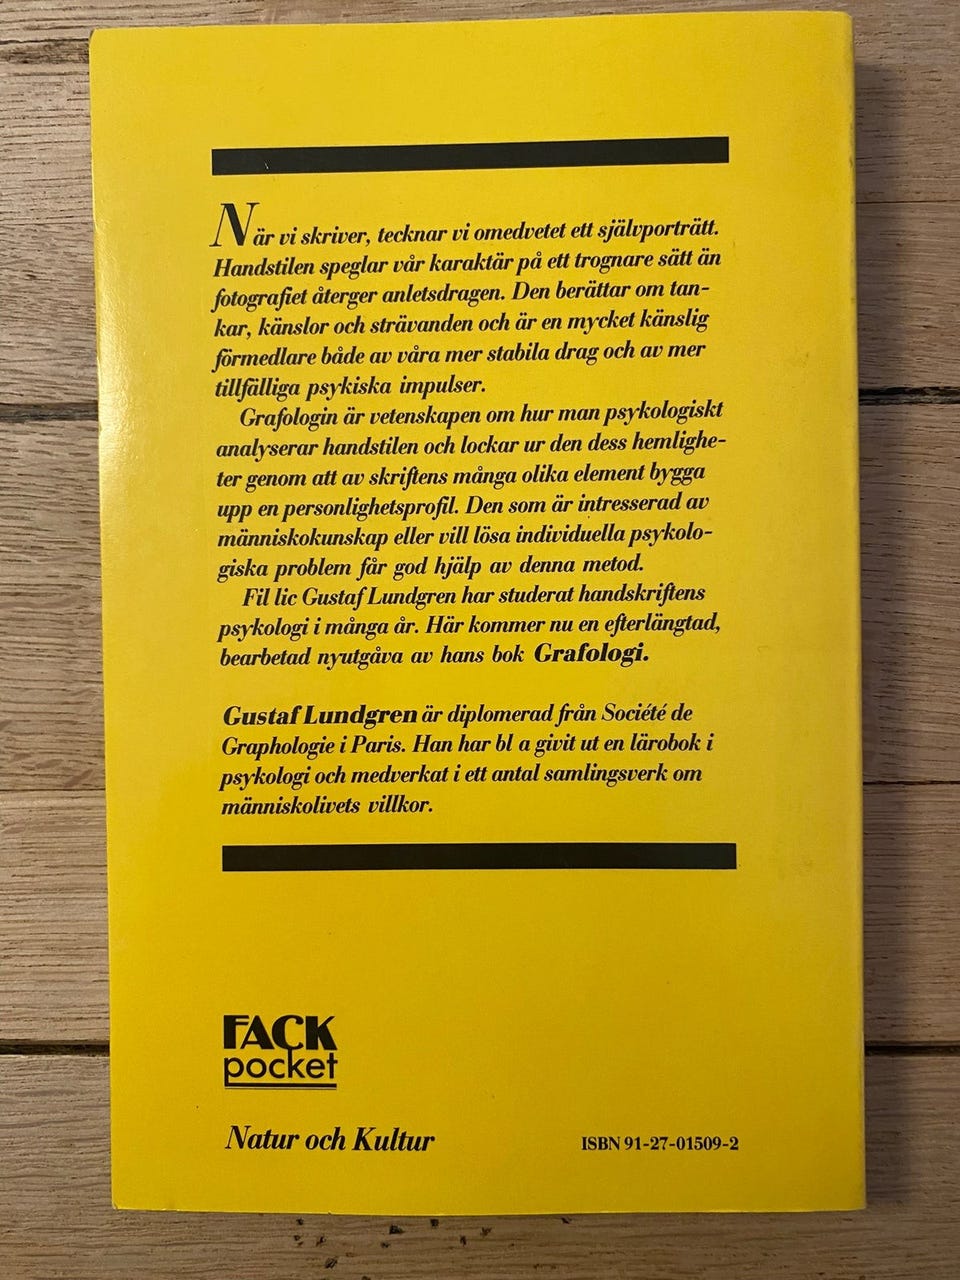 När vi skriver, tecknar vi omedvetet ett självporträtt.
Handstilen speglar vår karaktär på ett trognare sätt än
fotografiet återger anletsdragen. Den berättar om tan-
kar, känslor och strävanden och är en mycket känslig
förmedlare både av våra mer stabila drag och av mer
tillfälliga psykiska impulser.
Grafologin är vetenskapen om hur man psykologiskt
analyserar handstilen och lockar ur den dess hemlighe-
ter genom att av skriftens många olika element bygga
upp en personlighetsprofil. Den som är intresserad av
människokunskap eller vill lösa individuella psykolo-
giska problem får god hjälp av denna metod.
Fil lic Gustaf Lundgren har studerat handskriftens
psykologi i många år. Här kommer nu en efterlängtad,
bearbetad nyutgåva av hans bok Grafologi.
Gustaf Lundgren är diplomerad från Société de
Graphologie i Paris. Han har bl a givit ut en lärobok i
psykologi och medverkat i ett antal samlingsverk om
människolivets villkor.
FACK
pocket
Natur och Kultur
ISBN 91-27-01509-2